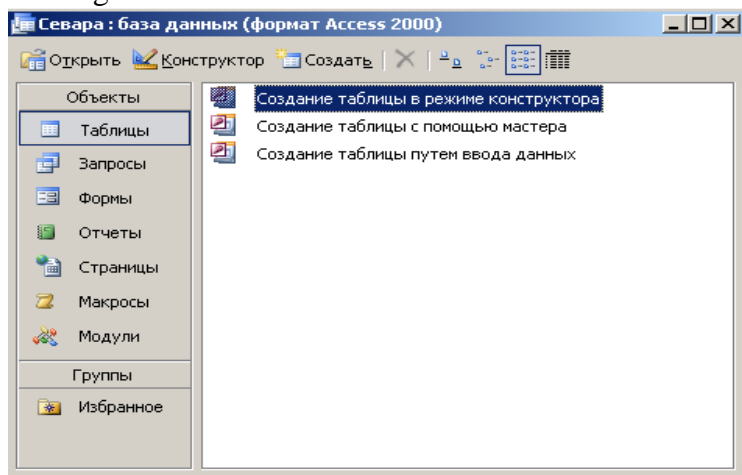 Севара : база данных (формат Access 2000)
Открыть Конструктор Создать
Объекты
Таблицы
Запросы
Формы
Отчеты
Страницы
Макросы
Модули
Группы
Избранное
Создание таблицы в режиме конструктора
Создание таблицы с помощью мастера
Создание таблицы путем ввода данных